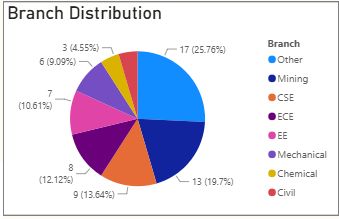 Branch Distribution
3 (4.55%)
6 (9.09%)
7
(10.61%)
8
(12.12%)
9 (13.64%)
13 (19.7%)
17 (25.76%)
Branch
Other
Mining
CSE
ECE
EE
Mechanical
Chemical
Civil